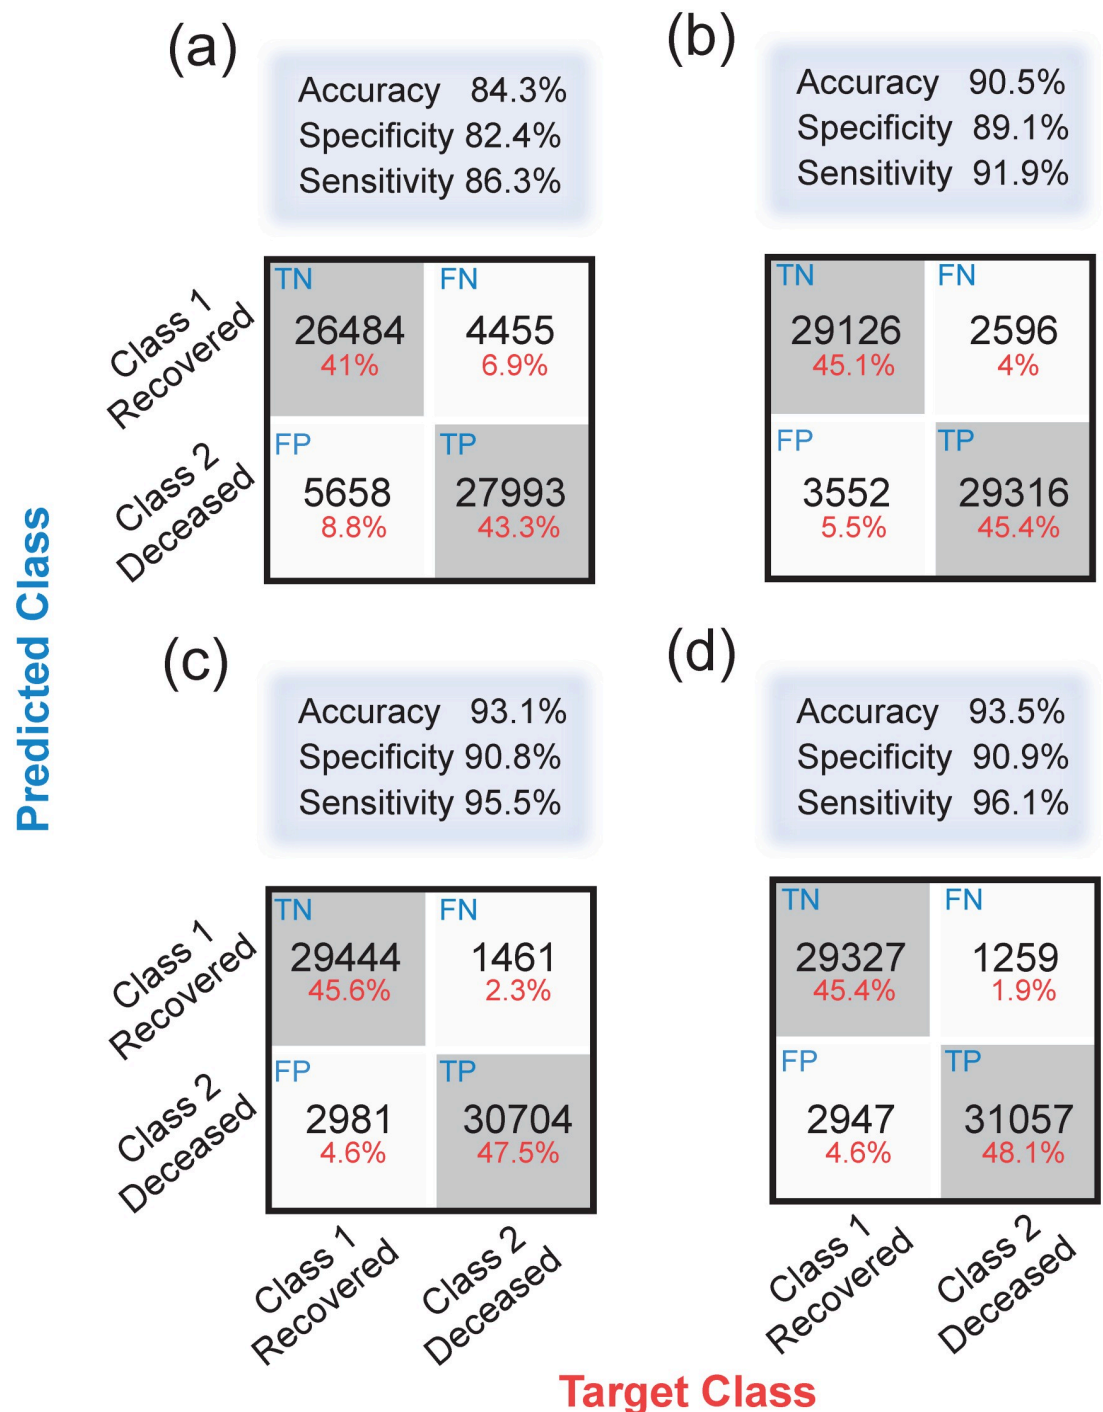 (a)
Accuracy 84.3%
Specificity 82.4%
Sensitivity 86.3%
(b)
Accuracy 90.5%
Specificity 89.1%
Sensitivity 91.9%
Class 1
Recovered
TN
26484
41%
FN
4455
6.9%
Class 2
Deceased
FP
5658
8.8%
TP
27993
43.3%
TN
29126
45.1%
FN
2596
4%
FP
3552
5.5%
TP
29316
45.4%
Predicted Class
(c)
Accuracy 93.1%
Specificity 90.8%
Sensitivity 95.5%
(d)
Accuracy 93.5%
Specificity 90.9%
Sensitivity 96.1%
Class 1
Recovered
TN
29444
45.6%
FN
1461
2.3%
Class 2
Deceased
FP
2981
4.6%
TP
30704
47.5%
TN
29327
45.4%
FN
1259
1.9%
FP
2947
4.6%
TP
31057
48.1%
Class 1
Recovered
Class 2
Deceased
Class 1
Recovered
Class 2
Deceased
Target Class